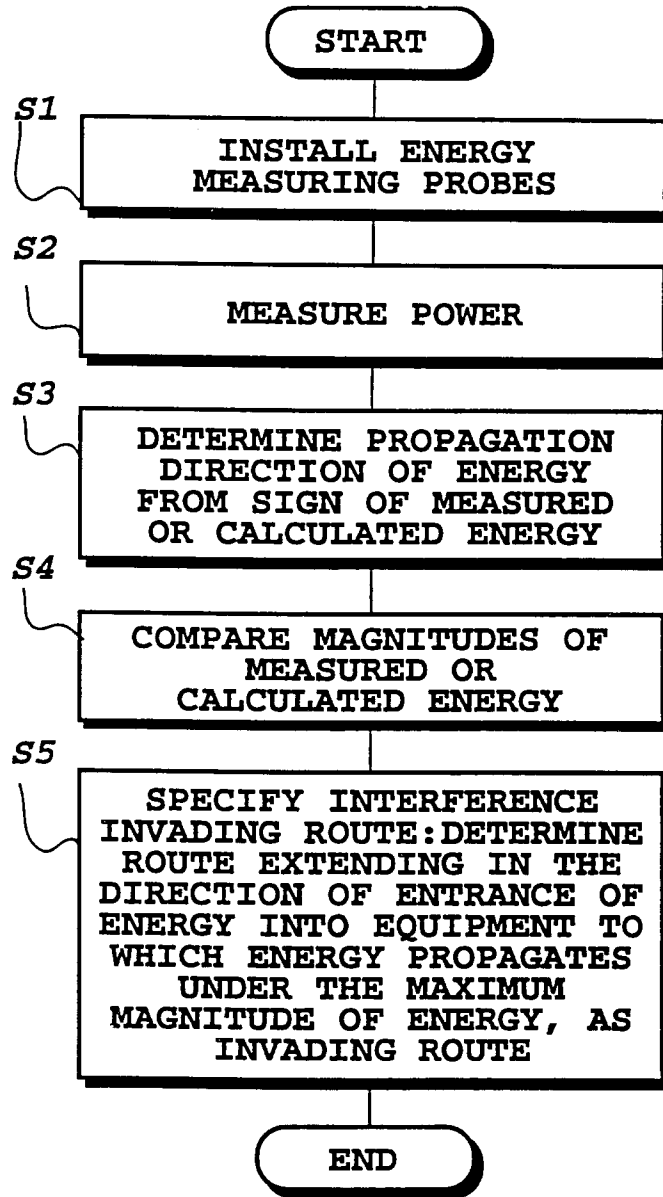 START
S1
INSTALL ENERGY
MEASURING PROBES
S2
MEASURE POWER
S3
DETERMINE PROPAGATION
DIRECTION OF ENERGY
FROM SIGN OF MEASURED
OR CALCULATED ENERGY
S4
COMPARE MAGNITUDES OF
MEASURED OR
CALCULATED ENERGY
S5
SPECIFY INTERFERENCE
INVADING ROUTE:DETERMINE
ROUTE EXTENDING IN THE
DIRECTION OF ENTRANCE OF
ENERGY INTO EQUIPMENT TO
WHICH ENERGY PROPAGATES
UNDER THE MAXIMUM
MAGNITUDE OF ENERGY, AS
INVADING ROUTE
END